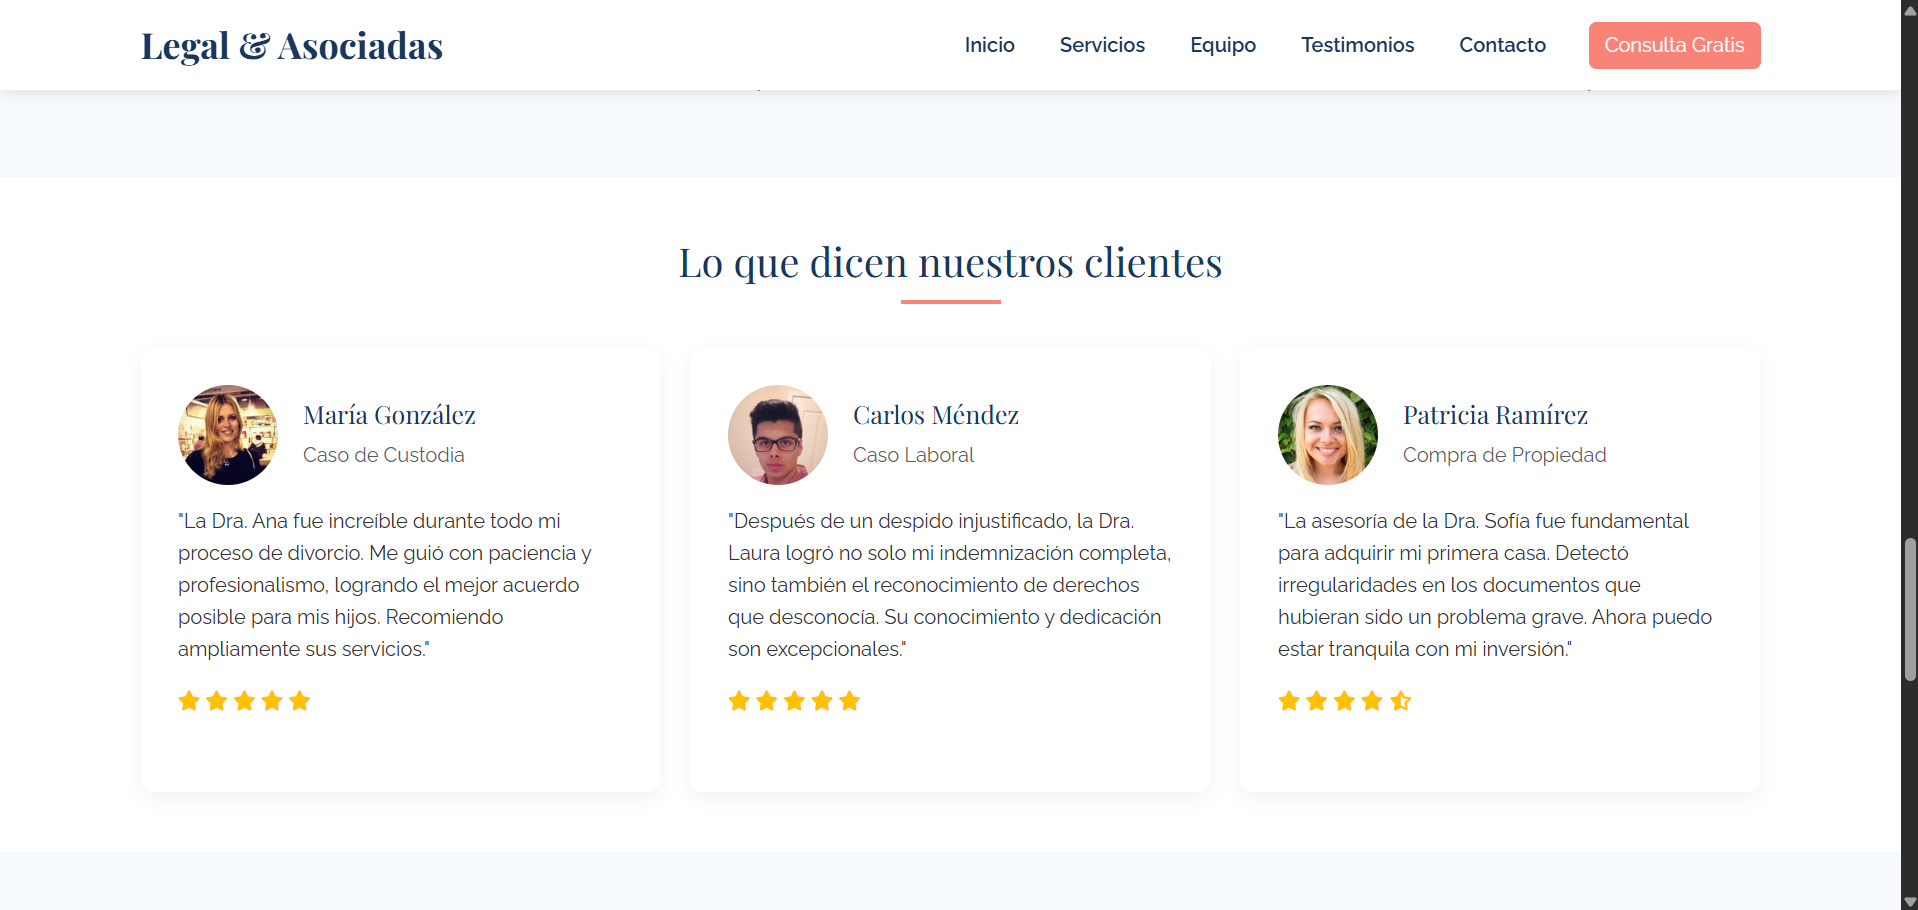 Legal & Asociadas
Inicio
Servicios
Equipo
Testimonios
Contacto
Consulta Gratis
Lo que dicen nuestros clientes
María González
Caso de Custodia
"La Dra. Ana fue increíble durante todo mi
proceso de divorcio. Me guió con paciencia y
profesionalismo, logrando el mejor acuerdo
posible para mis hijos. Recomiendo
ampliamente sus servicios."
Carlos Méndez
Caso Laboral
"Después de un despido injustificado, la Dra.
Laura logró no solo mi indemnización completa,
sino también el reconocimiento de derechos
que desconocía. Su conocimiento y dedicación
son excepcionales."
Patricia Ramírez
Compra de Propiedad
"La asesoría de la Dra. Sofía fue fundamental
para adquirir mi primera casa. Detectó
irregularidades en los documentos que
hubieran sido un problema grave. Ahora puedo
estar tranquila con mi inversión."